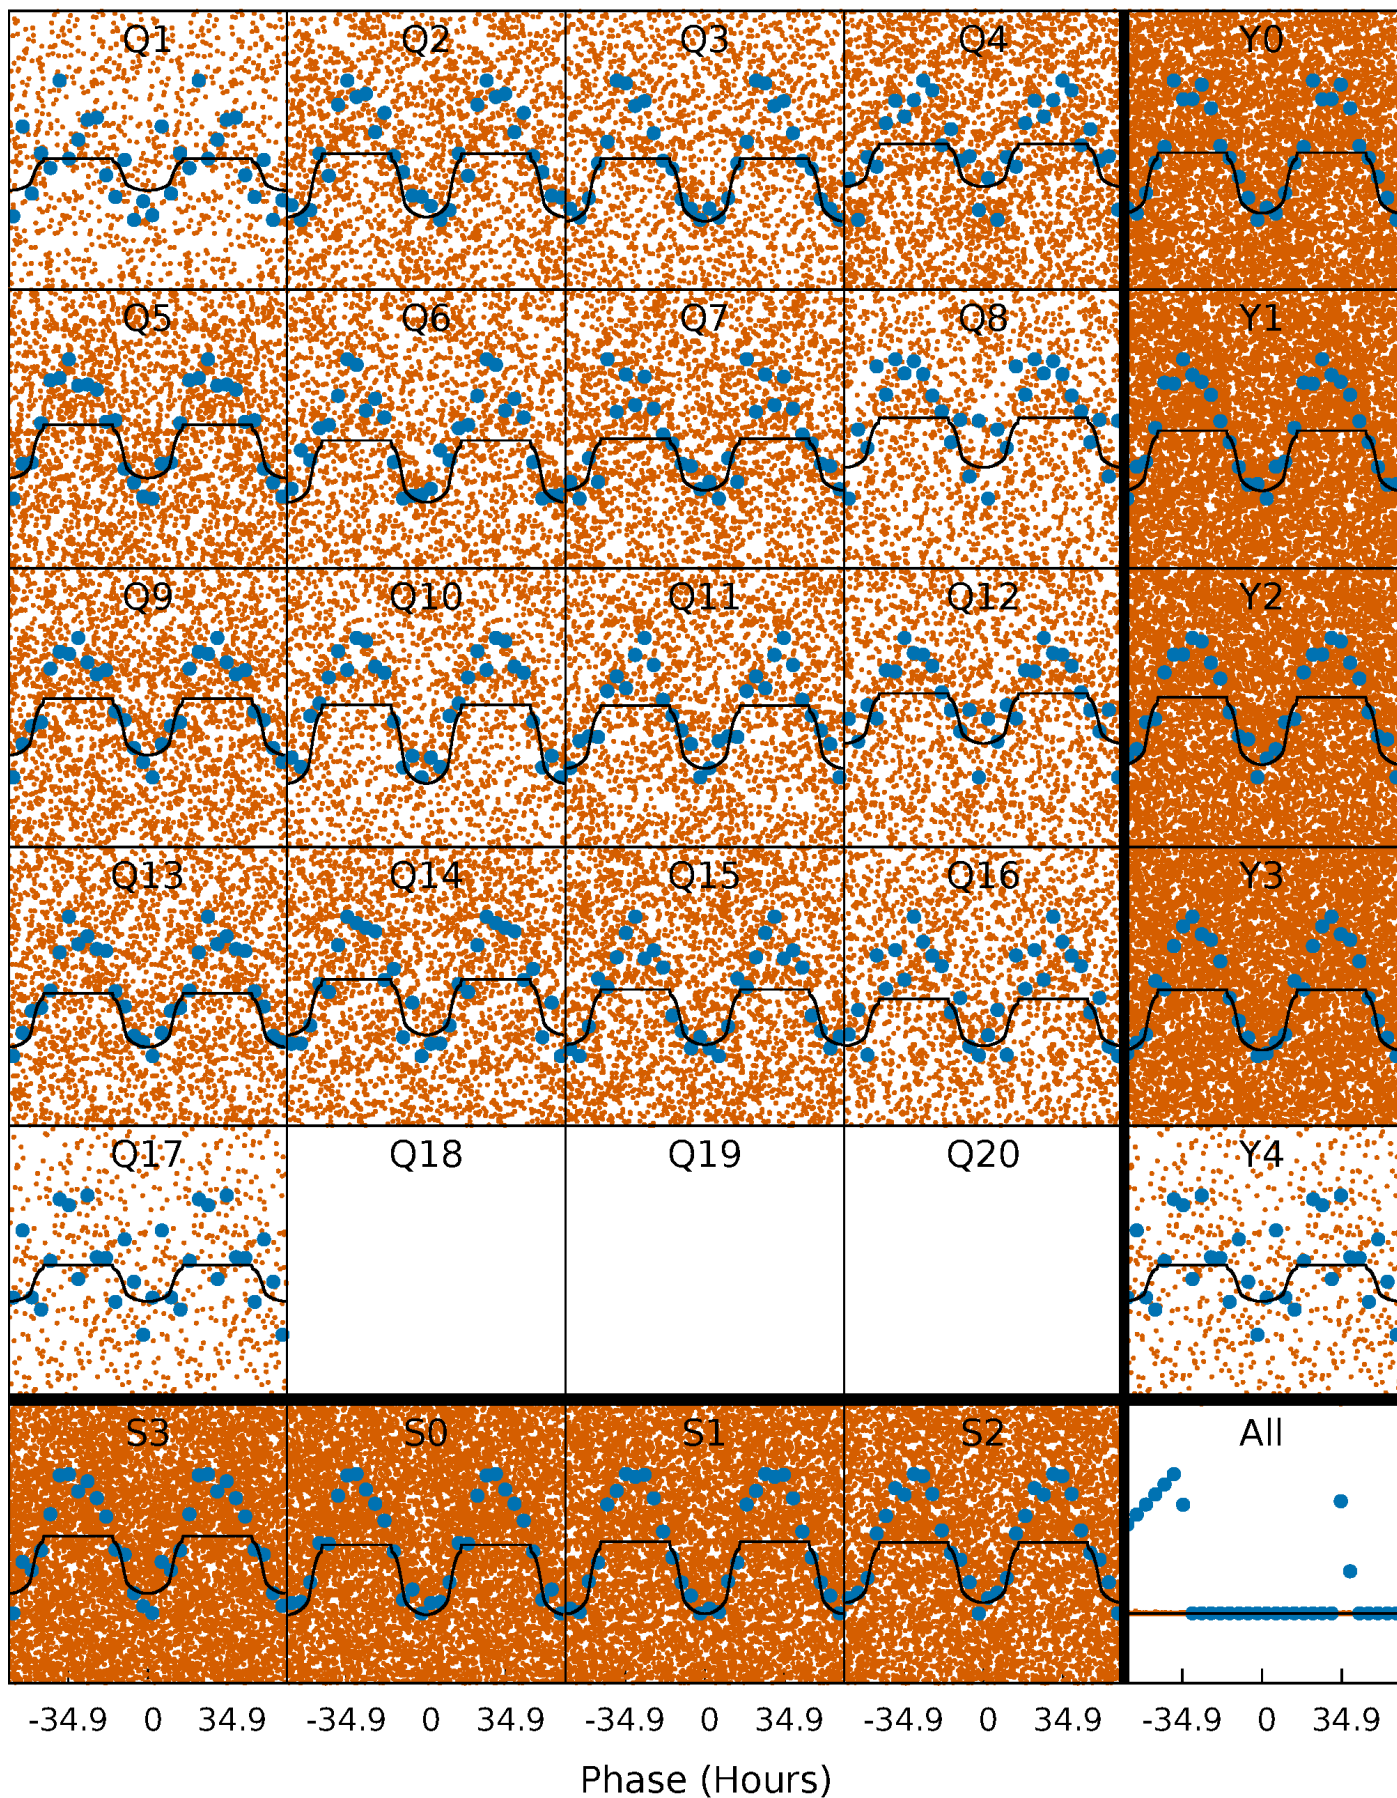 Q1 Q2 Q3 Q4 Y0
Q5 Q6 Q7 Q8 Y1
Q9 Q10 Q11 Q12 Y2
Q13 Q14 Q15 Q16 Y3
Q17 Q18 Q19 Q20 Y4
S3 S0 S1 S2 All
-34.9 0 34.9 -34.9 0 34.9 -34.9 0 34.9 -34.9 0 34.9 -34.9 0 34.9
Phase (Hours)